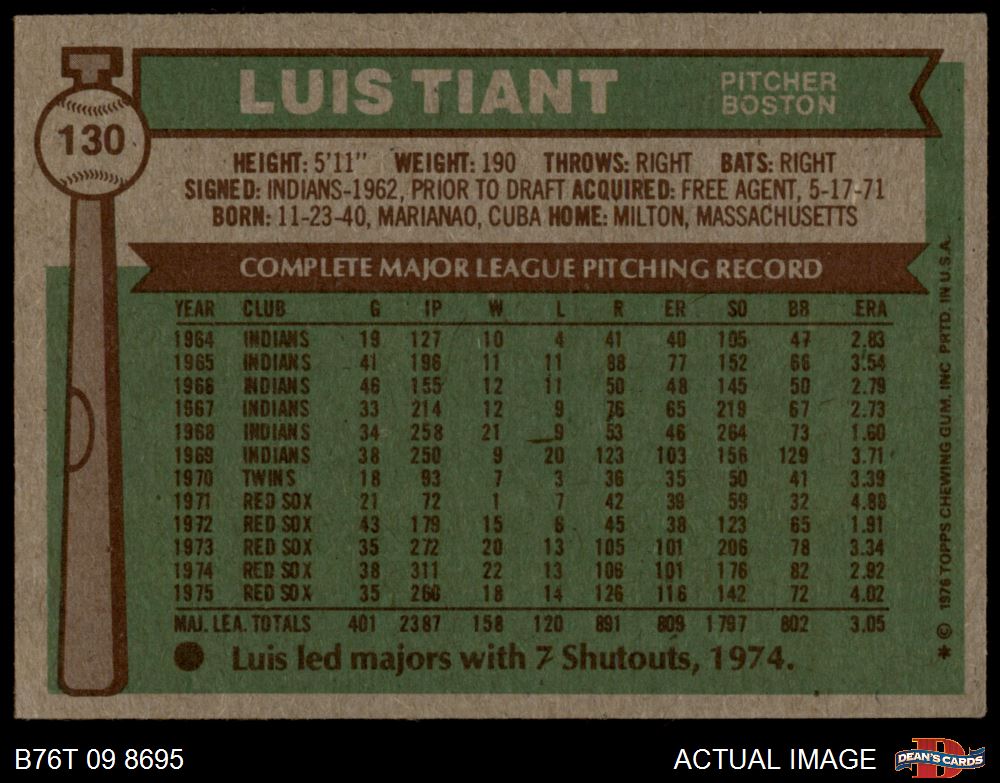 LUIS TIANT
PITCHER
BOSTON
130
HEIGHT: 5'11" WEIGHT: 190 THROWS: RIGHT BATS: RIGHT
SIGNED: INDIANS-1962, PRIOR TO DRAFT ACQUIRED: FREE AGENT, 5-17-71
BORN: 11-23-40, MARIANAO, CUBA HOME: MILTON, MASSACHUSETTS
COMPLETE MAJOR LEAGUE PITCHING RECORD
YEAR CLUB G IP W L R ER SO BB ERA
1964 INDIANS 19 127 10 4 41 40 105 47 2.83
1965 INDIANS 41 196 11 11 88 77 152 66 3.54
1966 INDIANS 46 155 12 11 50 48 145 50 2.79
1967 INDIANS 33 214 12 9 76 65 219 67 2.73
1968 INDIANS 34 258 21 9 53 46 264 73 1.60
1969 INDIANS 38 250 9 20 123 103 156 129 3.71
1970 TWINS 18 93 7 3 36 35 50 41 3.39
1971 RED SOX 21 72 1 7 42 39 59 32 4.88
1972 RED SOX 43 179 15 6 45 38 123 65 1.91
1973 RED SOX 35 272 20 13 105 101 206 78 3.34
1974 RED SOX 38 311 22 13 106 101 176 82 2.92
1975 RED SOX 35 260 18 14 126 116 142 72 4.02
MAJ. LEA. TOTALS 401 2387 158 120 891 809 1797 802 3.05
Luis led majors with 7 Shutouts, 1974.
* © 1976 TOPPS CHEWING GUM, INC PRTD. IN U.S.A.
B76T 09 8695
ACTUAL IMAGE
D
DEAN'S CARDS